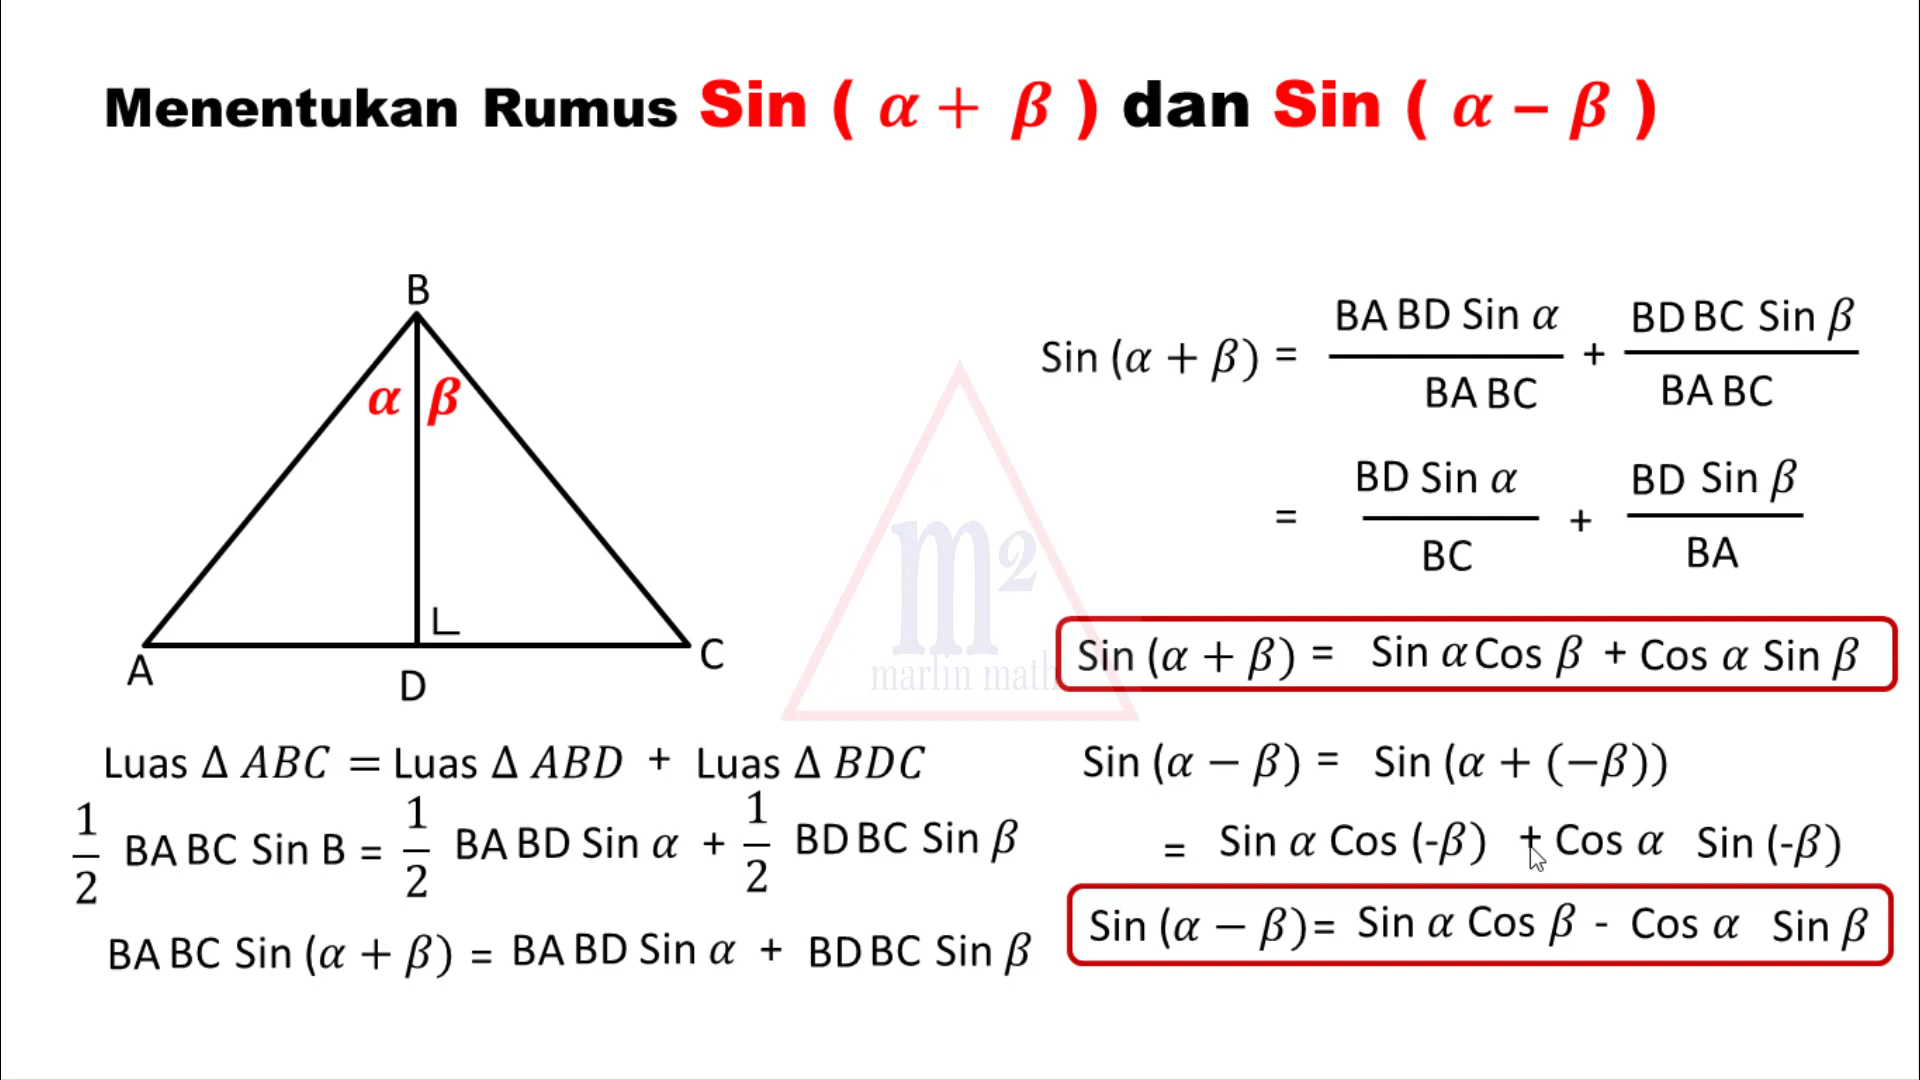 Menentukan Rumus Sin ( α + β ) dan Sin ( α – β )
B
α β
A
D
C
Luas Δ ABC = Luas Δ ABD + Luas Δ BDC
1/2 BA BC Sin B = 1/2 BA BD Sin α + 1/2 BD BC Sin β
BA BC Sin (α + β) = BA BD Sin α + BD BC Sin β
Sin (α + β) = BA BD Sin α / BA BC + BD BC Sin β / BA BC
= BD Sin α / BC + BD Sin β / BA
Sin (α + β) = Sin α Cos β + Cos α Sin β
Sin (α − β) = Sin (α + (−β))
= Sin α Cos (-β) + Cos α Sin (-β)
Sin (α − β)= Sin α Cos β - Cos α Sin β
m2
marlin math